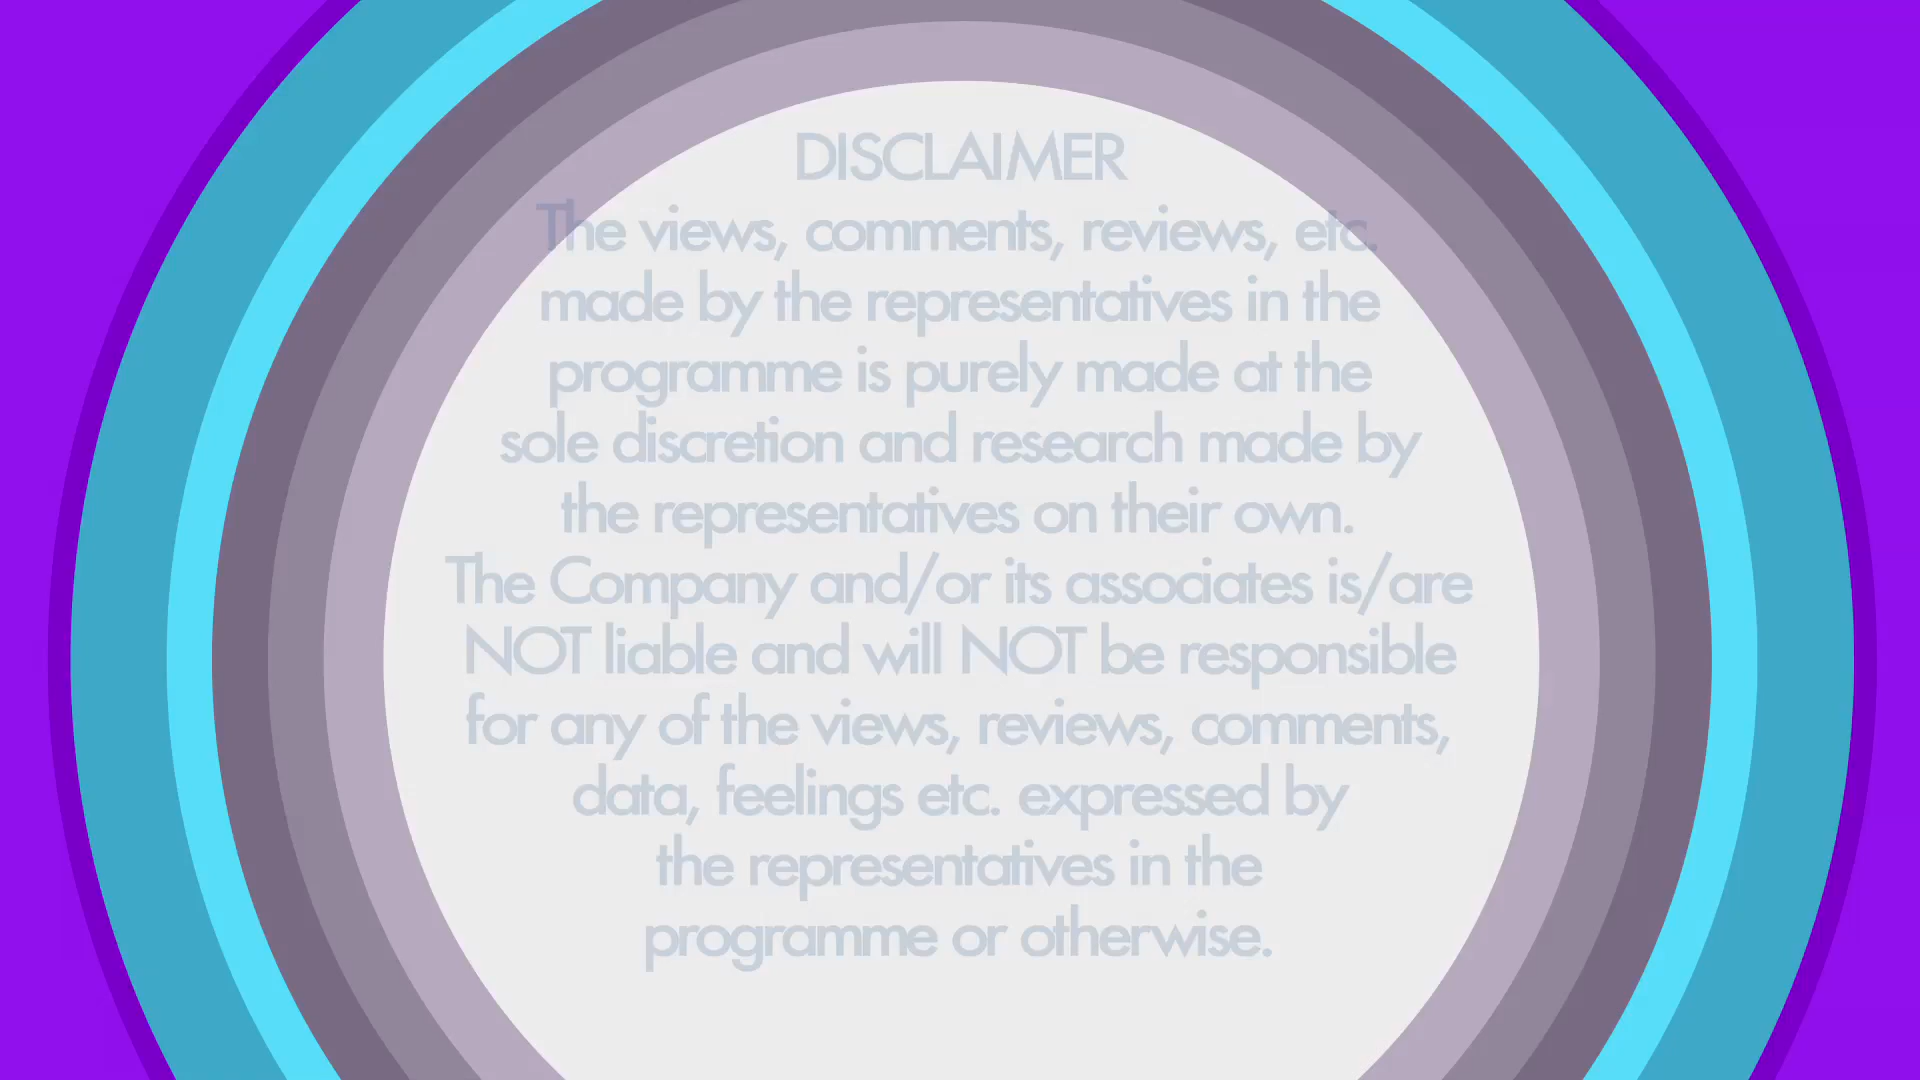 DISCLAIMER
The views, comments, reviews, etc.
made by the representatives in the
programme is purely made at the
sole discretion and research made by
the representatives on their own.
The Company and/or its associates is/are
NOT liable and will NOT be responsible
for any of the views, reviews, comments,
data, feelings etc. expressed by
the representatives in the
programme or otherwise.